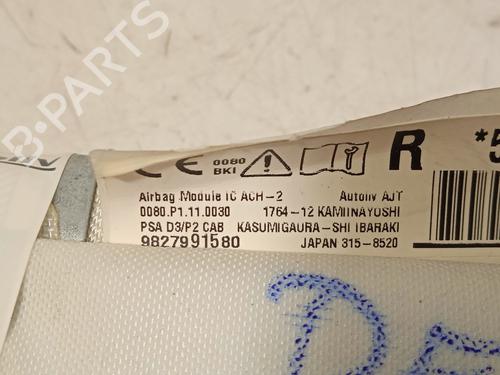 B-PARTS
CE 0080 BKI R *5
Airbag Module IC ACH-2 Autoliv AJT
0080.P1.11.0030 1764-12 KAMIINAYOSHI
PSA D3/P2 CAB KASUMIGAURA-SHI IBARAKI
9827991580 JAPAN 315-8520